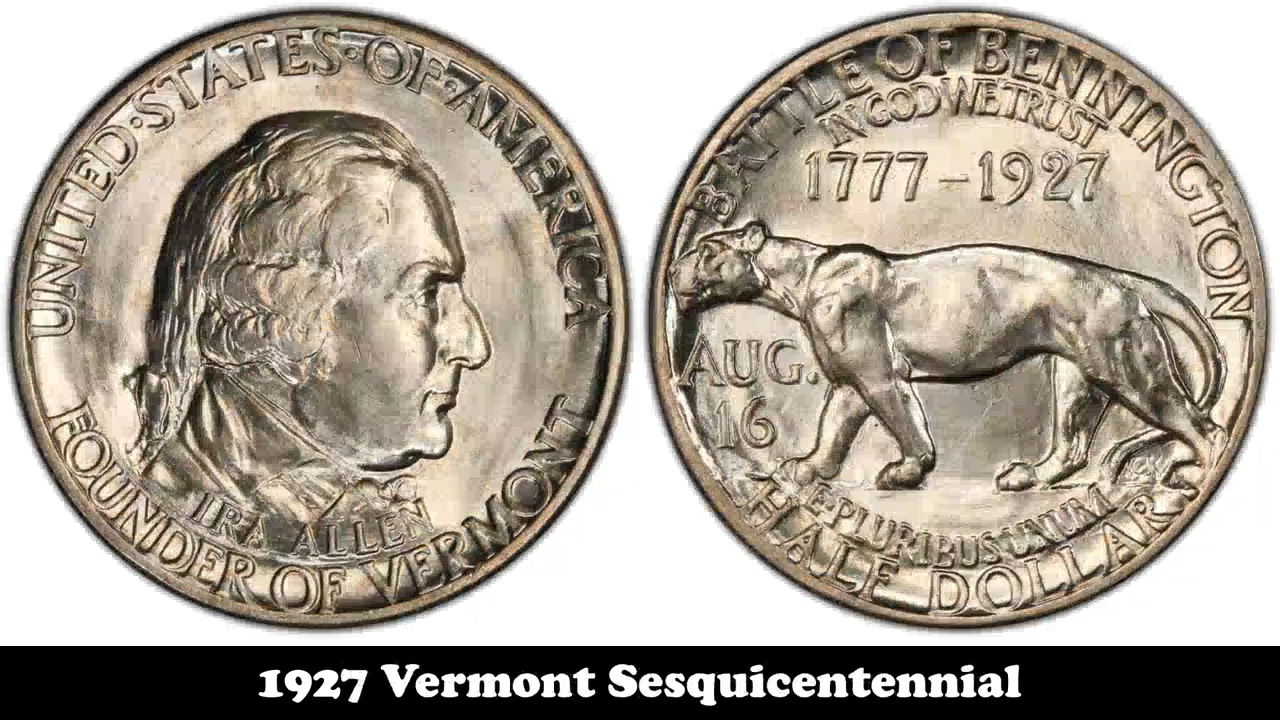 UNITED·STATES·OF·AMERICA
IRA ALLEN
FOUNDER OF VERMONT
BATTLE OF BENNINGTON
IN GOD WE TRUST
1777–1927
AUG.
16
E·PLURIBUS UNUM
HALF DOLLAR
1927 Vermont Sesquicentennial